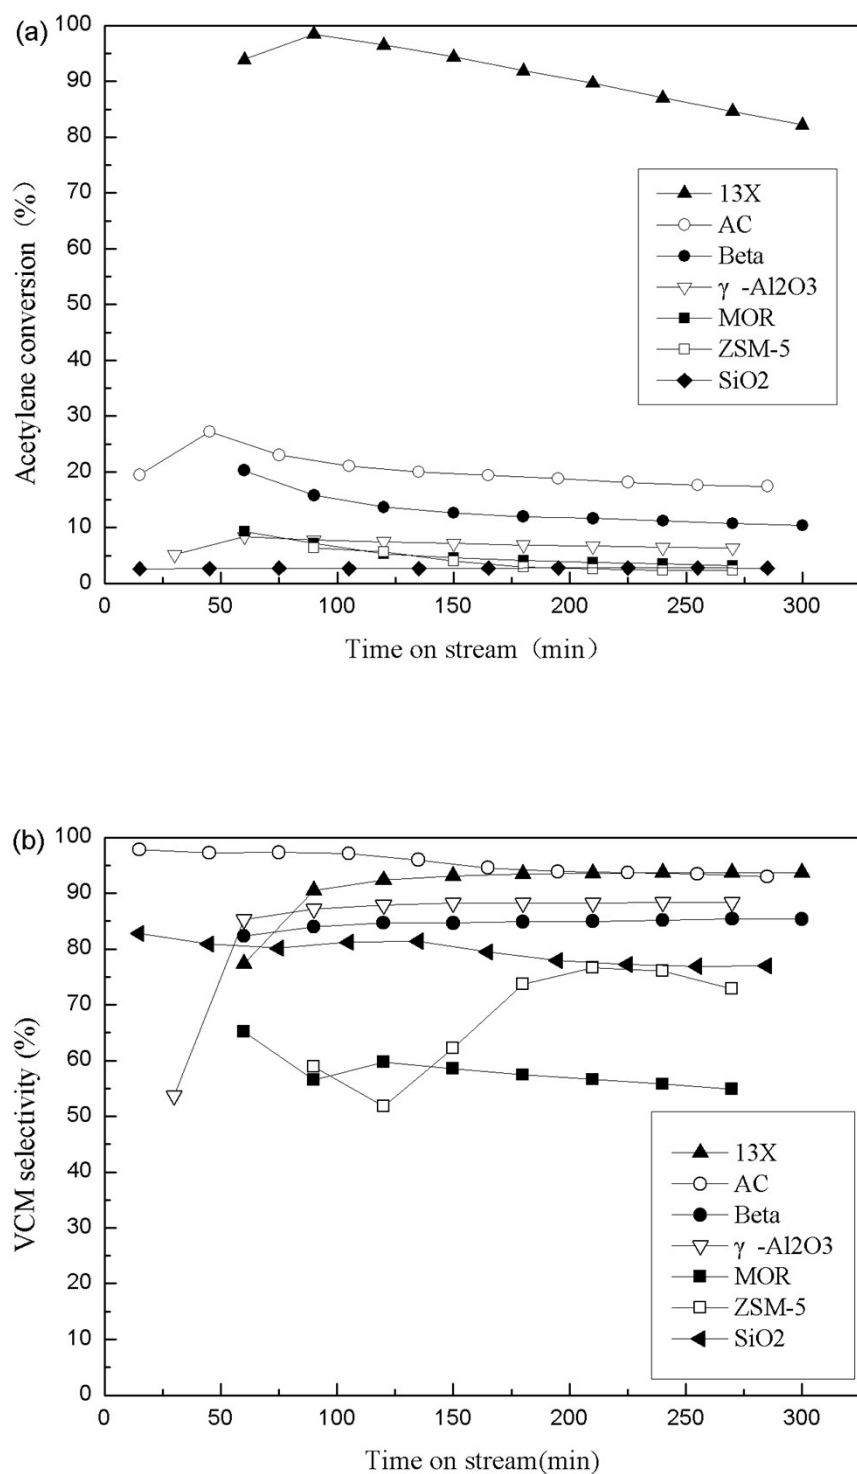 (a)
Acetylene conversion (%)
100
90
80
70
60
50
40
30
20
10
0
13X
AC
Beta
γ -Al2O3
MOR
ZSM-5
SiO2
0 50 100 150 200 250 300
Time on stream (min)
(b)
VCM selectivity (%)
100
90
80
70
60
50
40
30
20
10
0
13X
AC
Beta
γ -Al2O3
MOR
ZSM-5
SiO2
0 50 100 150 200 250 300
Time on stream(min)